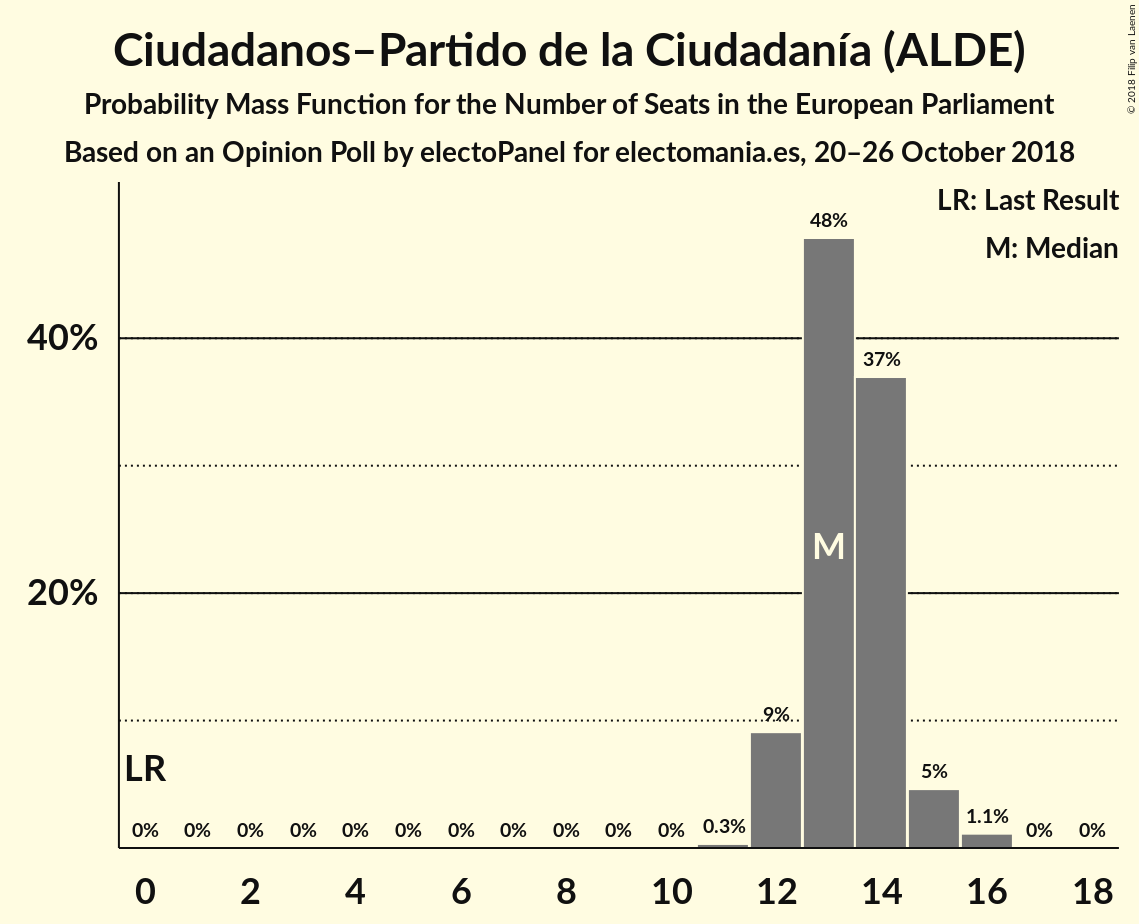 Ciudadanos–Partido de la Ciudadanía (ALDE)
Probability Mass Function for the Number of Seats in the European Parliament
Based on an Opinion Poll by electoPanel for electomania.es, 20–26 October 2018
© 2018 Filip van Laenen
LR: Last Result
M: Median
48%
40%
37%
M
20%
9%
LR
5%
0% 0% 0% 0% 0% 0% 0% 0% 0% 0% 0% 0.3% 1.1% 0% 0%
0 2 4 6 8 10 12 14 16 18